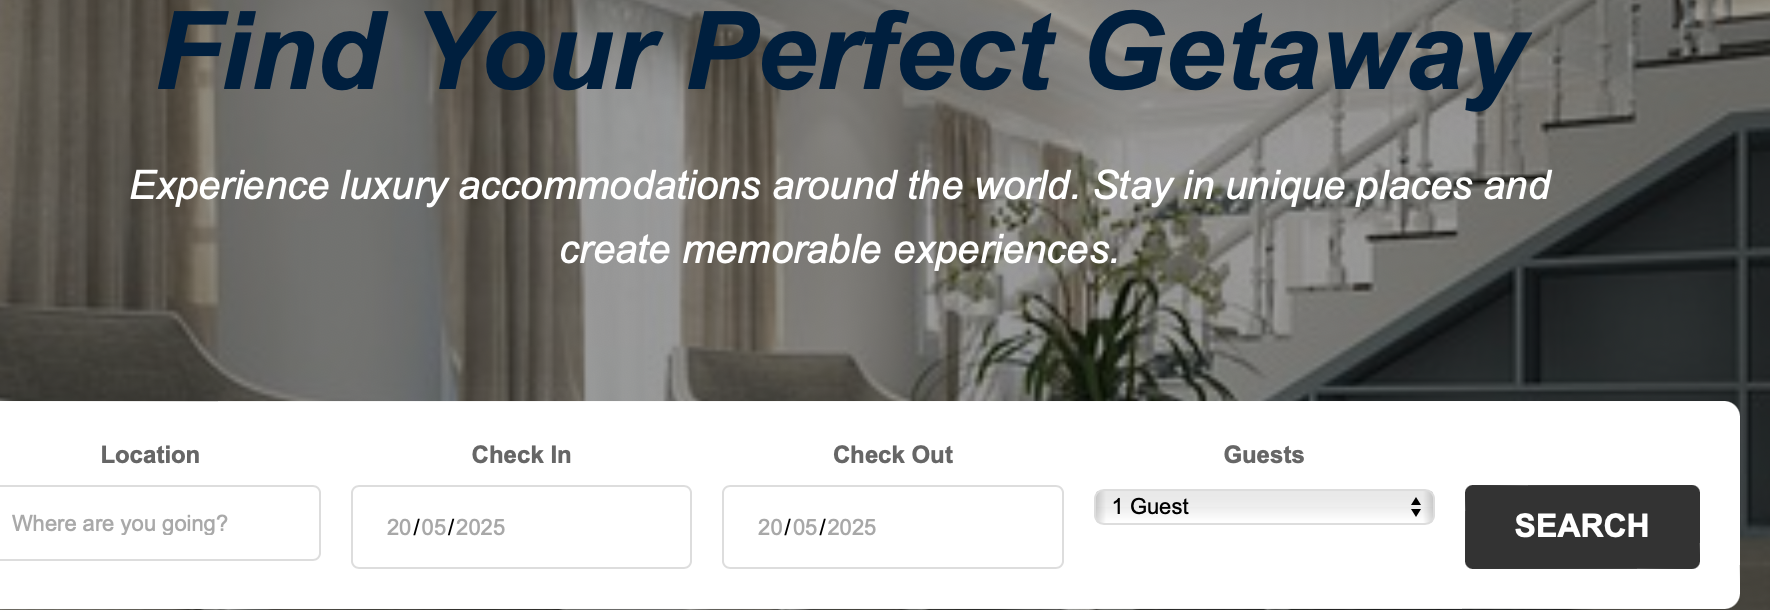 Find Your Perfect Getaway
Experience luxury accommodations around the world. Stay in unique places and
create memorable experiences.
Location
Check In
Check Out
Guests
Where are you going?
20/05/2025
20/05/2025
1 Guest
SEARCH